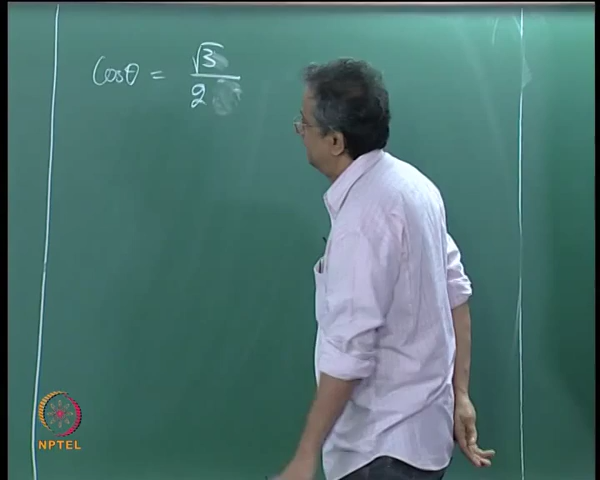 Cosθ = √3/2
NPTEL